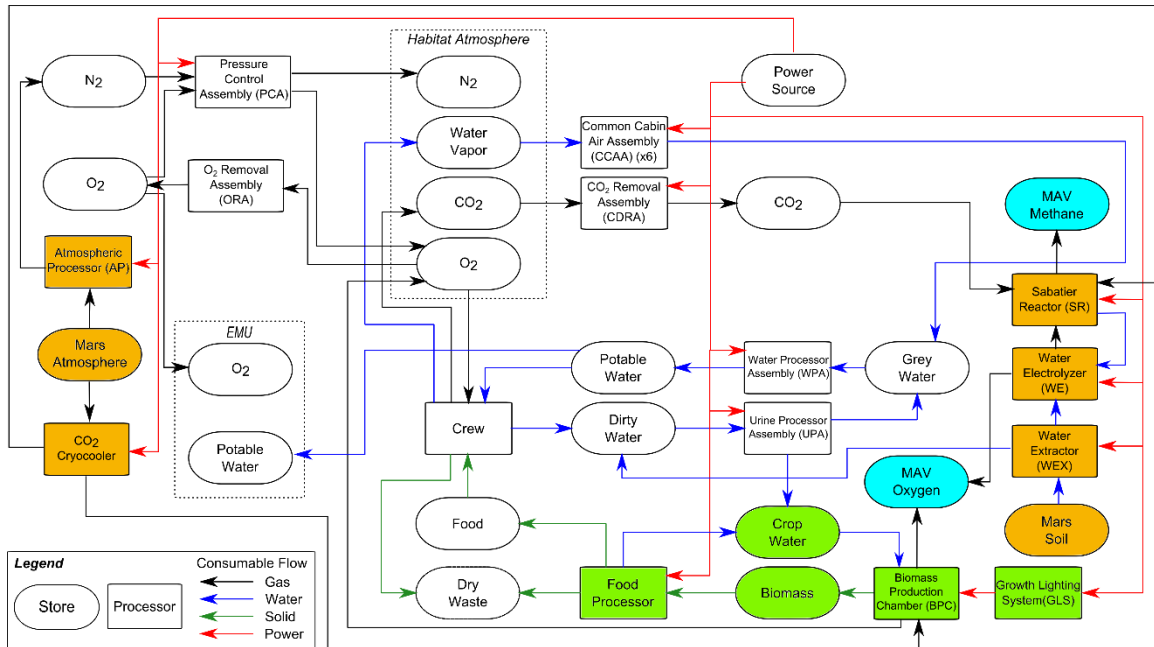 Habitat Atmosphere
N2
Pressure
Control
Assembly (PCA)
N2
Power
Source
Water
Vapor
Common Cabin
Air Assembly
(CCAA) (x6)
O2
O2 Removal
Assembly
(ORA)
CO2
CO2 Removal
Assembly
(CDRA)
CO2
MAV
Methane
O2
Atmospheric
Processor (AP)
Sabatier
Reactor (SR)
EMU
Mars
Atmosphere
O2
Potable
Water
Water Processor
Assembly (WPA)
Grey
Water
Water
Electrolyzer
(WE)
Crew
Dirty
Water
Urine Processor
Assembly (UPA)
CO2
Cryocooler
Potable
Water
Water
Extractor
(WEX)
MAV
Oxygen
Food
Crop
Water
Mars
Soil
Legend
Store
Processor
Consumable Flow
Gas
Water
Solid
Power
Dry
Waste
Food
Processor
Biomass
Biomass
Production
Chamber (BPC)
Growth Lighting
System(GLS)